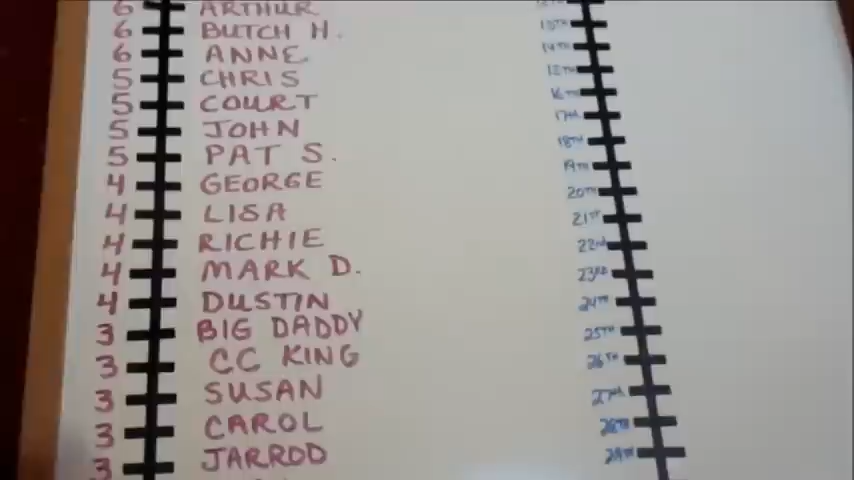 6 ARTHUR
6 BUTCH H. 13TH
6 ANNE 14TH
5 CHRIS 15TH
5 COURT 16TH
5 JOHN 17TH
5 PAT S. 18TH
4 GEORGE 19TH
4 LISA 20TH
4 RICHIE 21ST
4 MARK D. 22ND
4 DUSTIN 23RD
3 BIG DADDY 24TH
3 CC KING 25TH
3 SUSAN 26TH
3 CAROL 27TH
3 JARROD 28TH
29TH